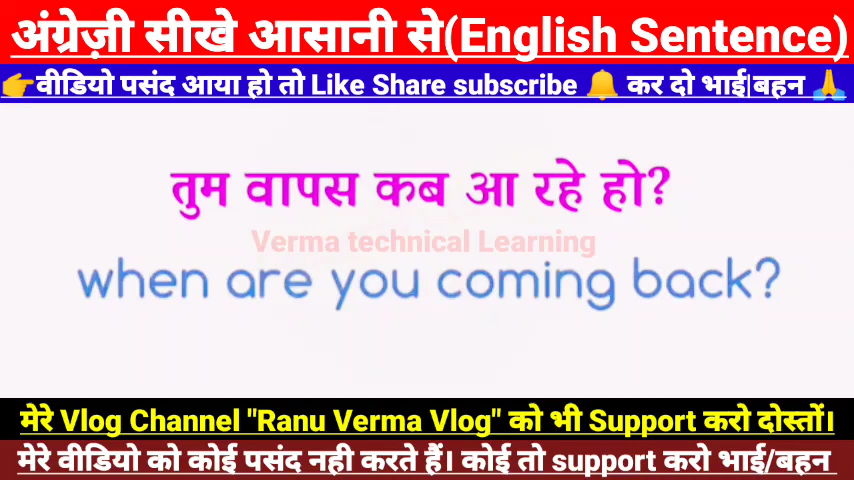 अंग्रेज़ी सीखे आसानी से(English Sentence)
👉वीडियो पसंद आया हो तो Like Share subscribe 🔔 कर दो भाई|बहन 🙏
तुम वापस कब आ रहे हो?
Verma technical Learning
when are you coming back?
मेरे Vlog Channel "Ranu Verma Vlog" को भी Support करो दोस्तों।
मेरे वीडियो को कोई पसंद नही करते हैं। कोई तो support करो भाई/बहन